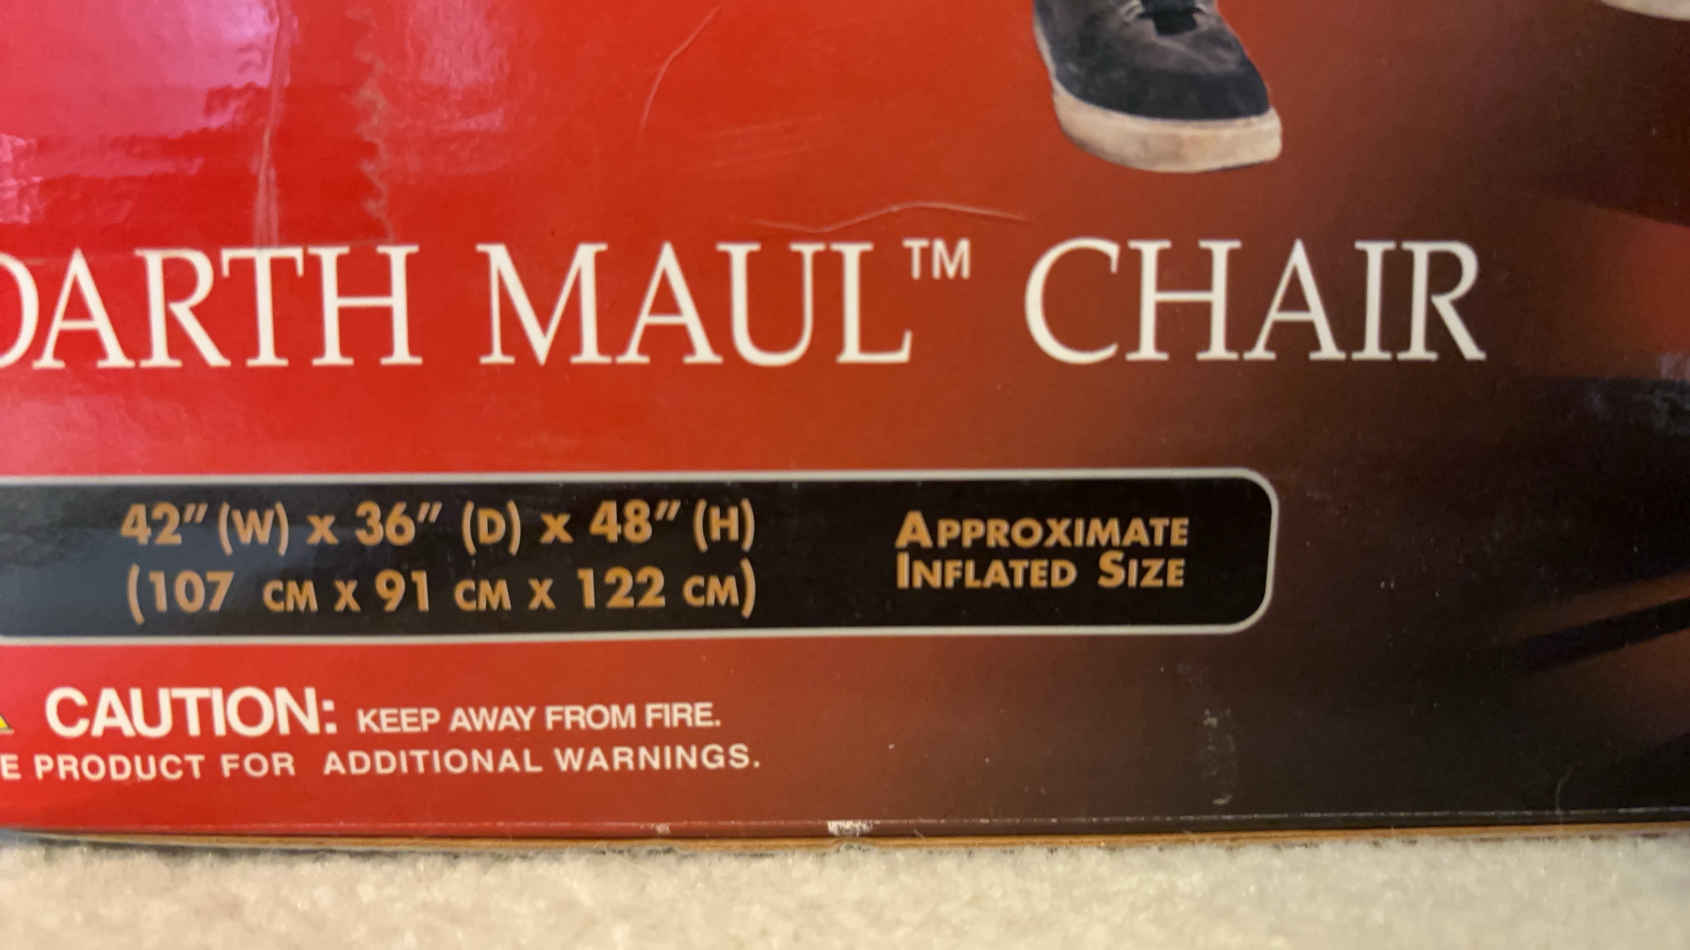 DARTH MAUL™ CHAIR
42" (W) x 36" (D) x 48" (H)
(107 CM X 91 CM X 122 CM)
APPROXIMATE
INFLATED SIZE
CAUTION: KEEP AWAY FROM FIRE.
PRODUCT FOR ADDITIONAL WARNINGS.